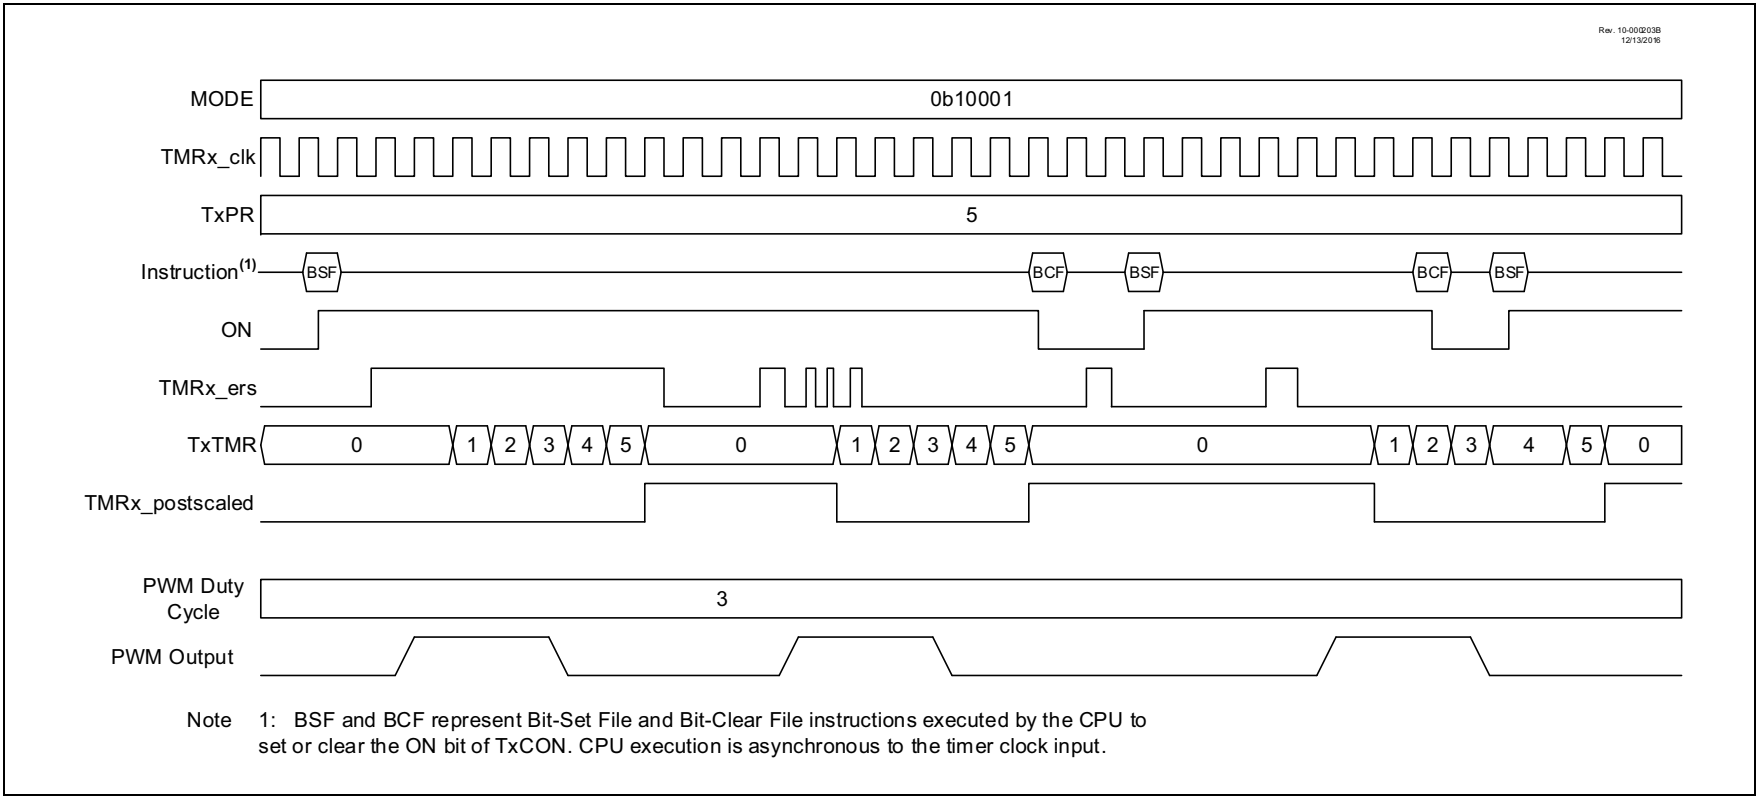 Rev. 10-000203B
12/13/2016
MODE 0b10001
TMRx_clk
TxPR 5
Instruction(1) BSF BCF BSF BCF BSF
ON
TMRx_ers
TxTMR 0 1 2 3 4 5 0 1 2 3 4 5 0 1 2 3 4 5 0
TMRx_postscaled
PWM Duty
Cycle 3
PWM Output
Note 1: BSF and BCF represent Bit-Set File and Bit-Clear File instructions executed by the CPU to
set or clear the ON bit of TxCON. CPU execution is asynchronous to the timer clock input.